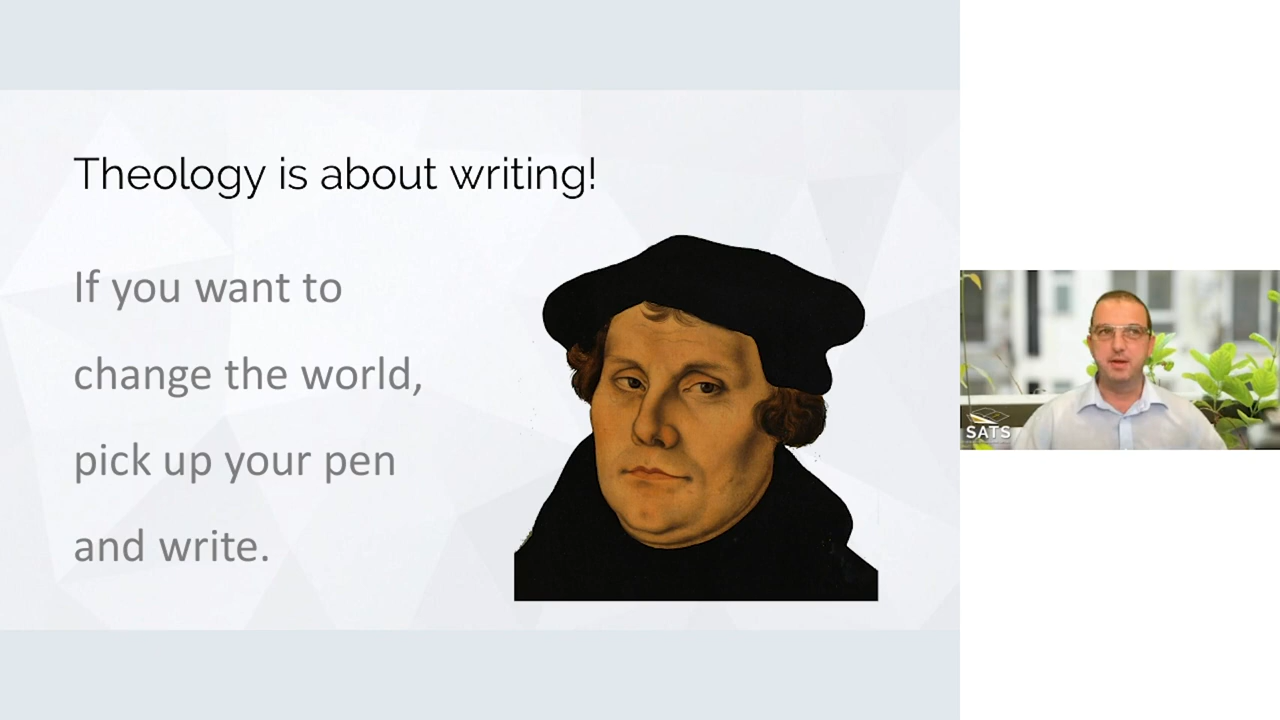 Theology is about writing!
If you want to
change the world,
pick up your pen
and write.
SATS